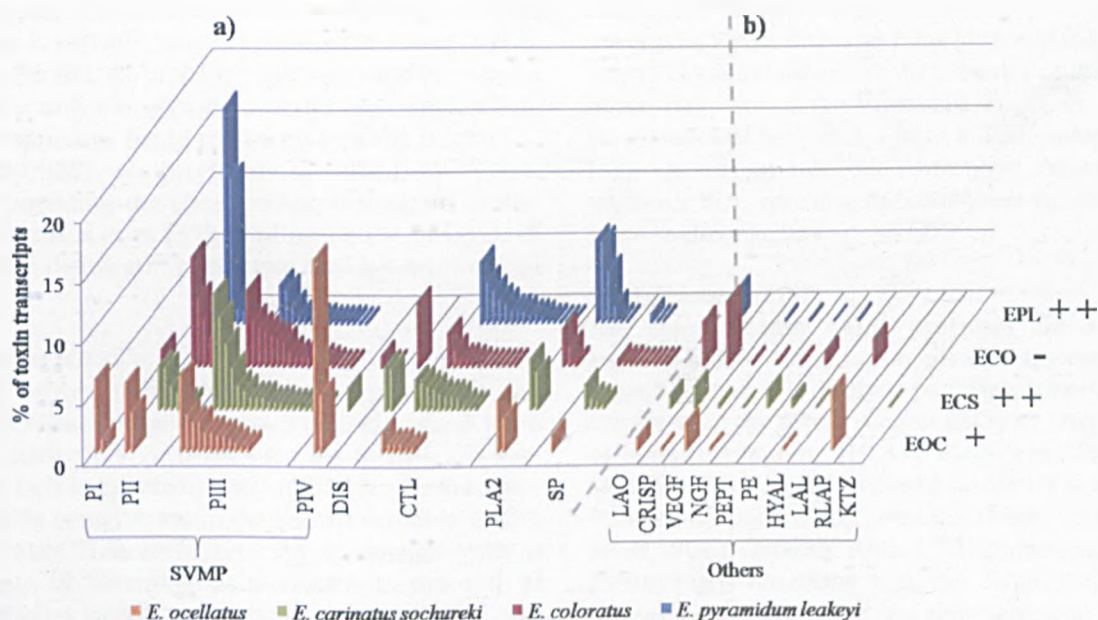 a)
b)
% of toxin transcripts
20
15
10
5
0
EPL ++
ECO -
ECS ++
EOC +
PI
PII
PIII
PIV
DIS
CTL
PLA2
SP
LAO
CRISP
VEGF
NGF
PEPT
PE
HYAL
LAL
RLAP
KTIZ
SVMP
Others
E. ocellatus
E. carinatus sochureki
E. coloratus
E. pyramidum leakeyi